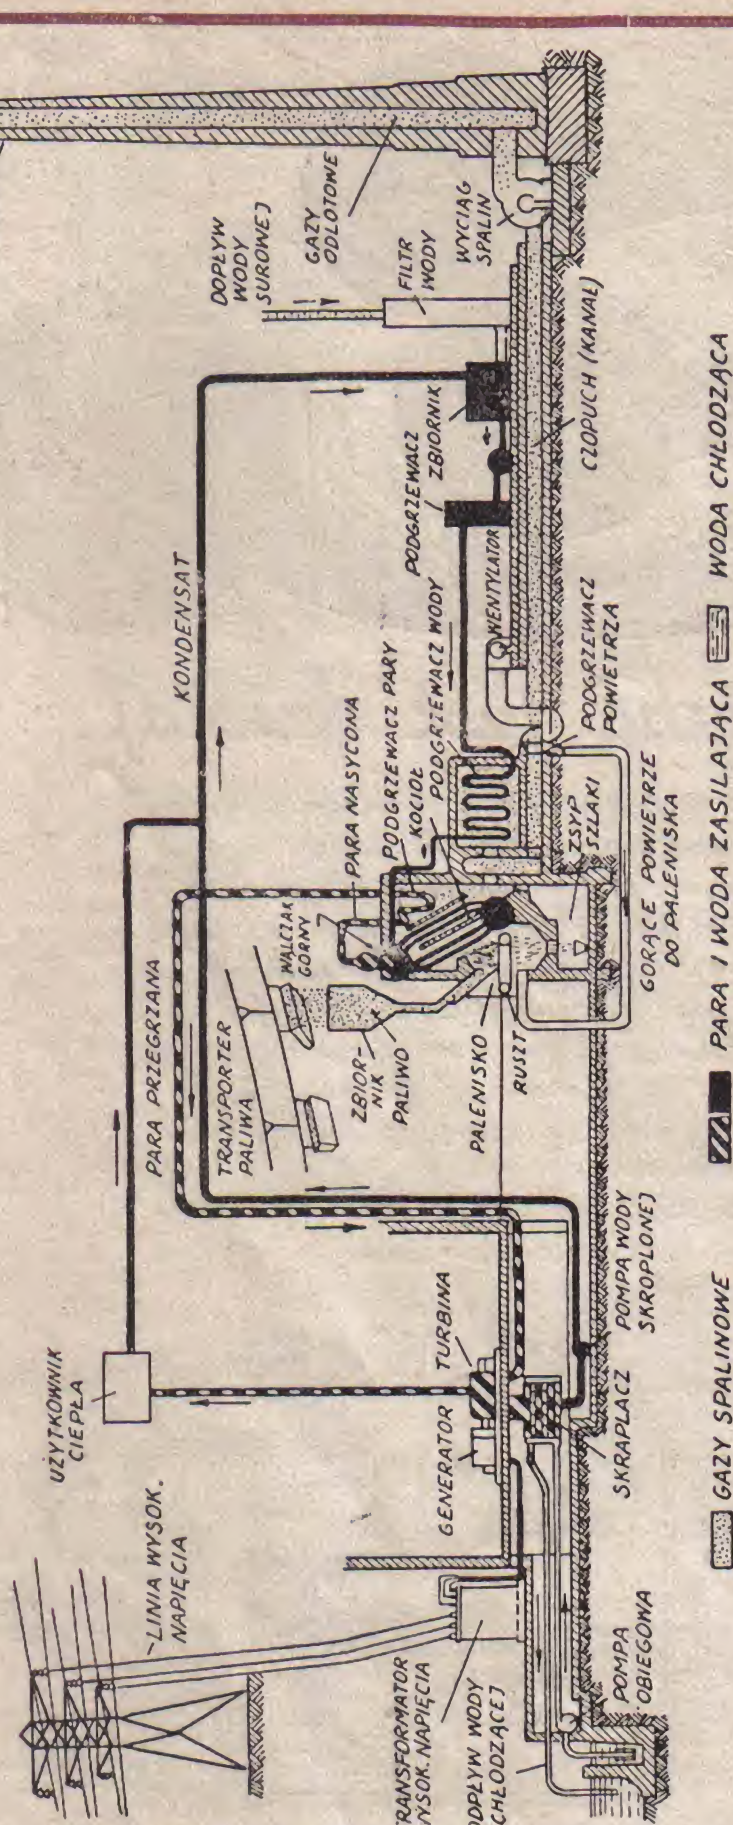 LINIA WYSOK.
NAPIĘCIA
UŻYTKOWNIK
CIEPŁA
PARA PRZEGRZANA
KONDENSAT
DOPŁYW
WODY
SUROWEJ
GAZY
ODLOTOWE
TRANSPORTER
PALIWA
WALCZAK
GÓRNY
PARA NASYCONA
PODGRZEWACZ PARY
KOCIOŁ
PODGRZEWACZ WODY
PODGRZEWACZ
ZBIORNIK
FILTR
WODY
WYCIĄG
SPALIN
WENTYLATOR
ZBIOR-
NIK
PALIWO
GENERATOR
TURBINA
PALENISKO
RUSZT
ZSYP
SZLAKI
PODGRZEWACZ
POWIETRZA
CZOPUCH (KANAŁ)
TRANSFORMATOR
WYSOK. NAPIĘCIA
ODPŁYW WODY
CHŁODZĄCEJ
POMPA
OBIEGOWA
SKRAPLACZ
POMPA WODY
SKROPLONEJ
GORĄCE POWIETRZE
DO PALENISKA
GAZY SPALINOWE
PARA I WODA ZASILAJĄCA
WODA CHŁODZĄCA